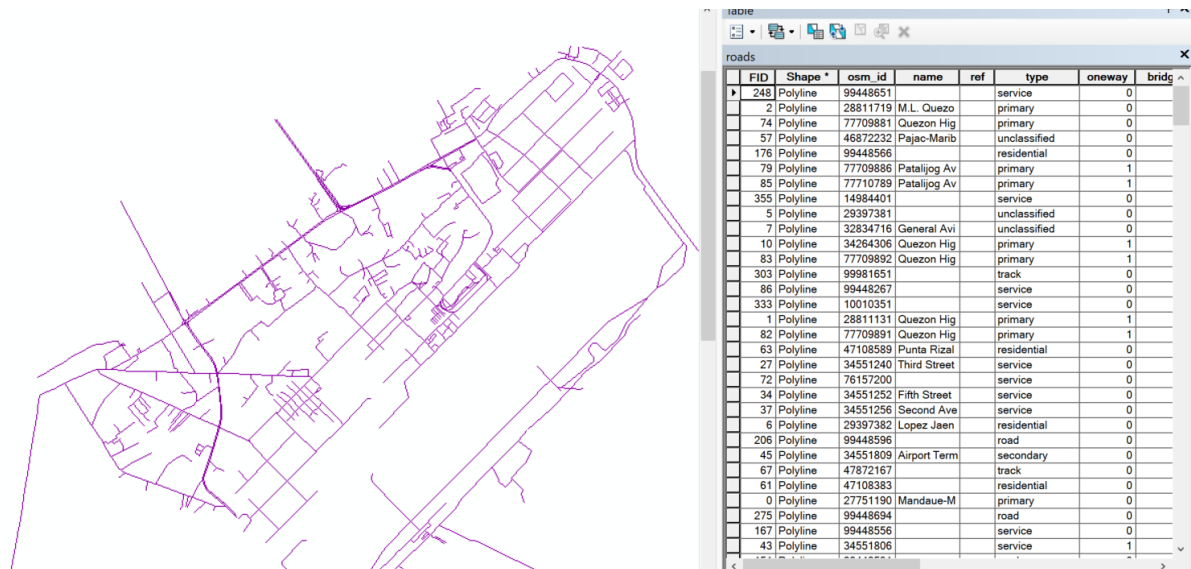 Table
roads
FID Shape * osm_id name ref type oneway bridg
248 Polyline 99448651 service 0
2 Polyline 28811719 M.L. Quezo primary 0
74 Polyline 77709881 Quezon Hig primary 0
57 Polyline 46872232 Pajac-Marib unclassified 0
176 Polyline 99448566 residential 0
79 Polyline 77709886 Patalijog Av primary 1
85 Polyline 77710789 Patalijog Av primary 1
355 Polyline 14984401 service 0
5 Polyline 29397381 unclassified 0
7 Polyline 32834716 General Avi unclassified 0
10 Polyline 34264306 Quezon Hig primary 1
83 Polyline 77709892 Quezon Hig primary 1
303 Polyline 99981651 track 0
86 Polyline 99448267 service 0
333 Polyline 10010351 service 0
1 Polyline 28811131 Quezon Hig primary 1
82 Polyline 77709891 Quezon Hig primary 1
63 Polyline 47108589 Punta Rizal residential 0
27 Polyline 34551240 Third Street service 0
72 Polyline 76157200 service 0
34 Polyline 34551252 Fifth Street service 0
37 Polyline 34551256 Second Ave service 0
6 Polyline 29397382 Lopez Jaen residential 0
206 Polyline 99448596 road 0
45 Polyline 34551809 Airport Term secondary 0
67 Polyline 47872167 track 0
61 Polyline 47108383 residential 0
0 Polyline 27751190 Mandaue-M primary 0
275 Polyline 99448694 road 0
167 Polyline 99448556 service 0
43 Polyline 34551806 service 1